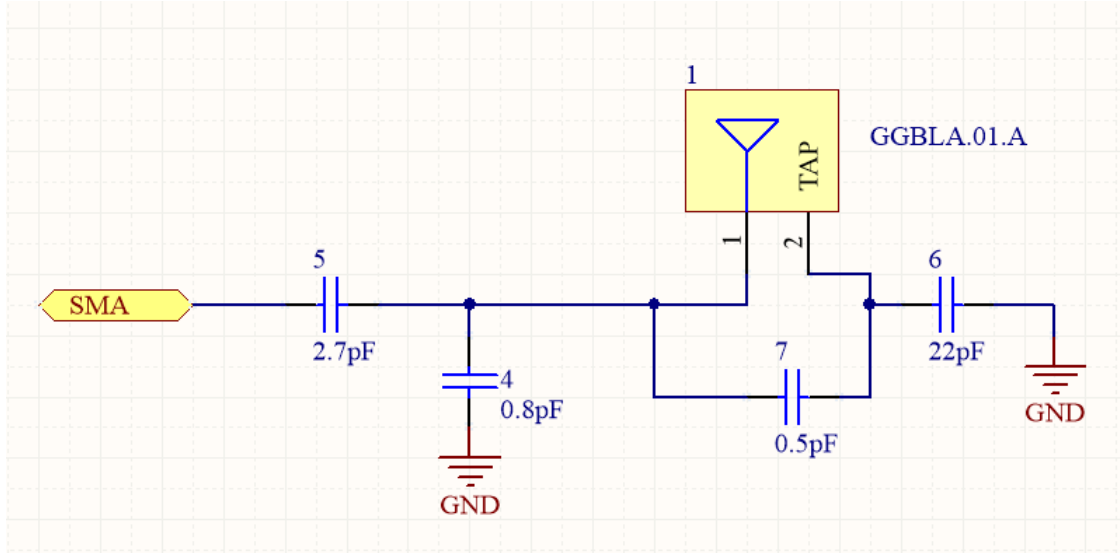 1
GGBLA.01.A
TAP
1
2
5
6
SMA
2.7pF
7
22pF
4
0.8pF
0.5pF
GND
GND